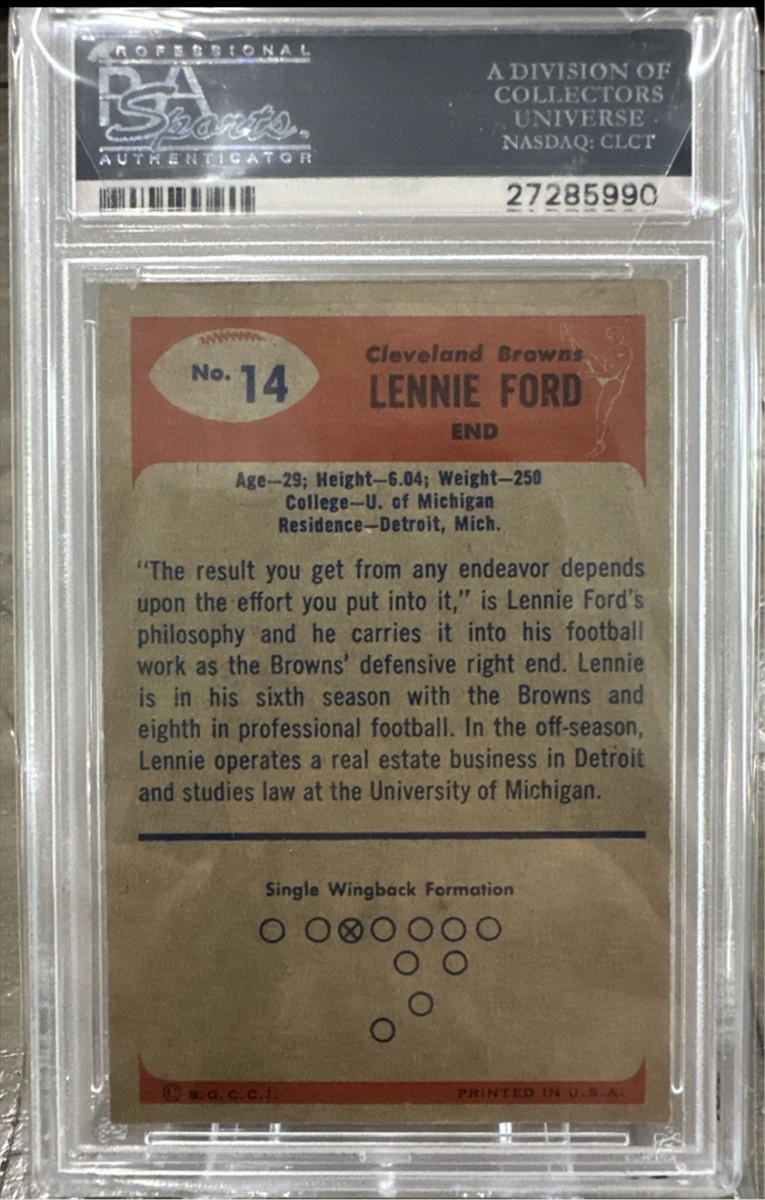 PROFESSIONAL
PSA
Sports.
AUTHENTICATOR
A DIVISION OF
COLLECTORS
UNIVERSE
NASDAQ: CLCT
27285990
No. 14
Cleveland Browns
LENNIE FORD
END
Age—29; Height—6.04; Weight—250
College—U. of Michigan
Residence—Detroit, Mich.
"The result you get from any endeavor depends
upon the effort you put into it," is Lennie Ford's
philosophy and he carries it into his football
work as the Browns' defensive right end. Lennie
is in his sixth season with the Browns and
eighth in professional football. In the off-season,
Lennie operates a real estate business in Detroit
and studies law at the University of Michigan.
Single Wingback Formation
© B.G.C.C.I. PRINTED IN U.S.A.